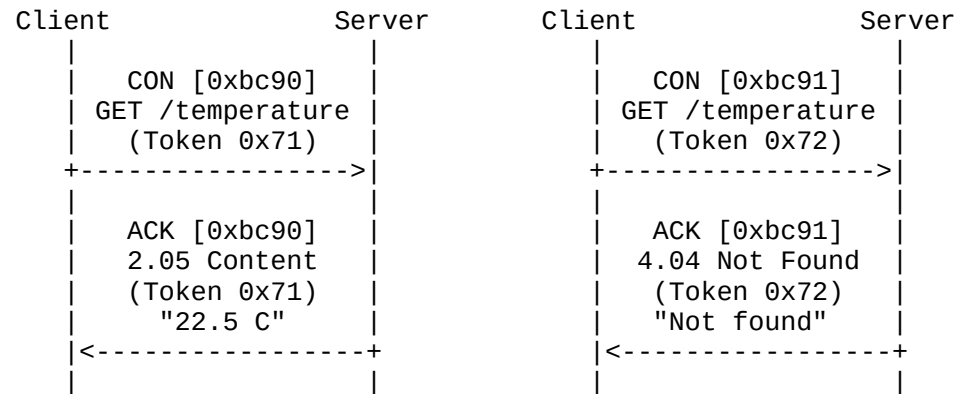 Client Server Client Server
CON [0xbc90] CON [0xbc91]
GET /temperature GET /temperature
(Token 0x71) (Token 0x72)
ACK [0xbc90] ACK [0xbc91]
2.05 Content 4.04 Not Found
(Token 0x71) (Token 0x72)
"22.5 C" "Not found"